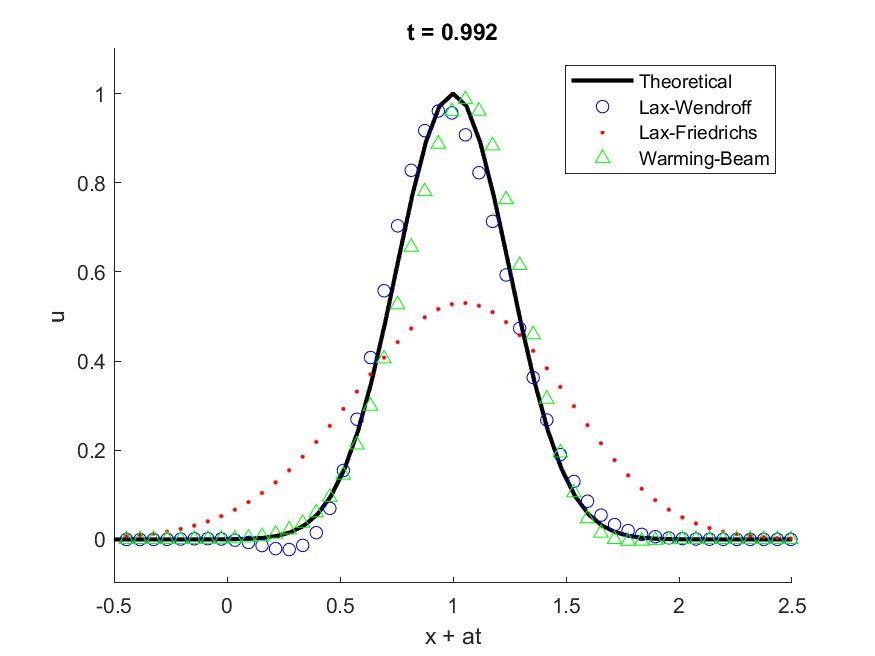 t = 0.992
Theoretical
Lax-Wendroff
Lax-Friedrichs
Warming-Beam
1
0.8
0.6
0.4
0.2
0
u
-0.5 0 0.5 1 1.5 2 2.5
x + at